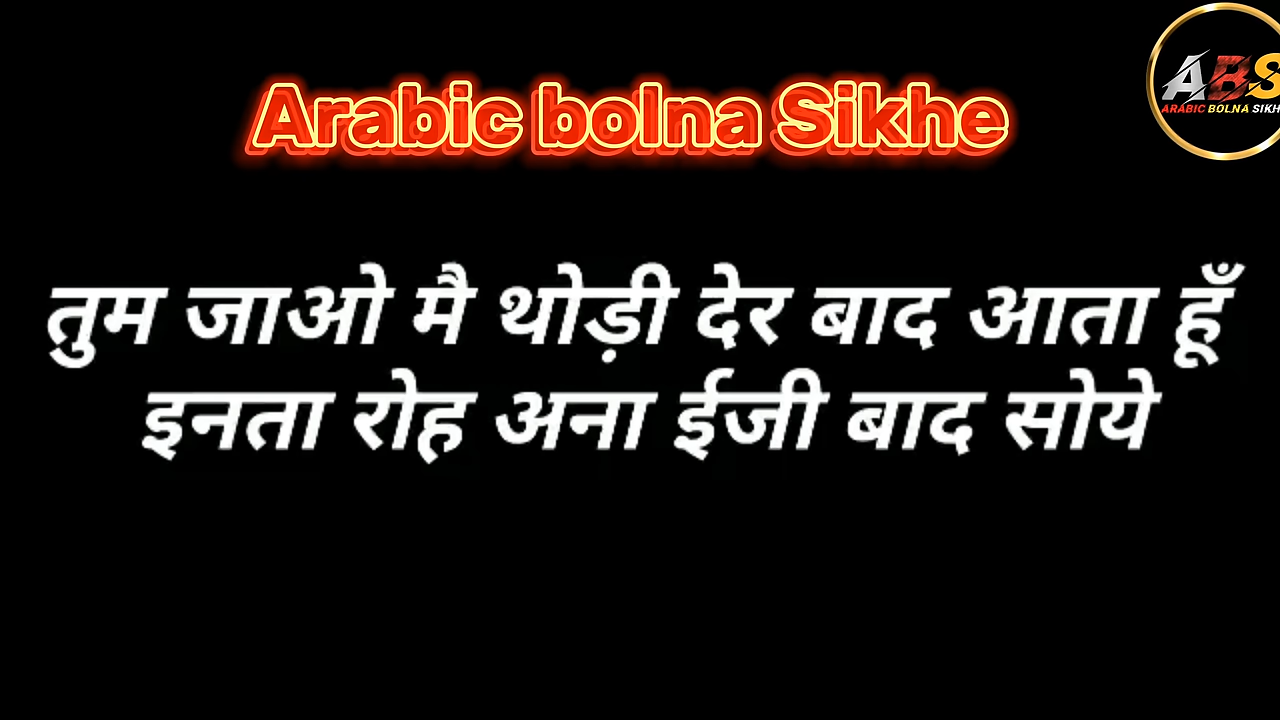 Arabic bolna Sikhe
ABS
ARABIC BOLNA SIKH
तुम जाओ मै थोड़ी देर बाद आता हूँ
इनता रोह अना ईजी बाद सोये